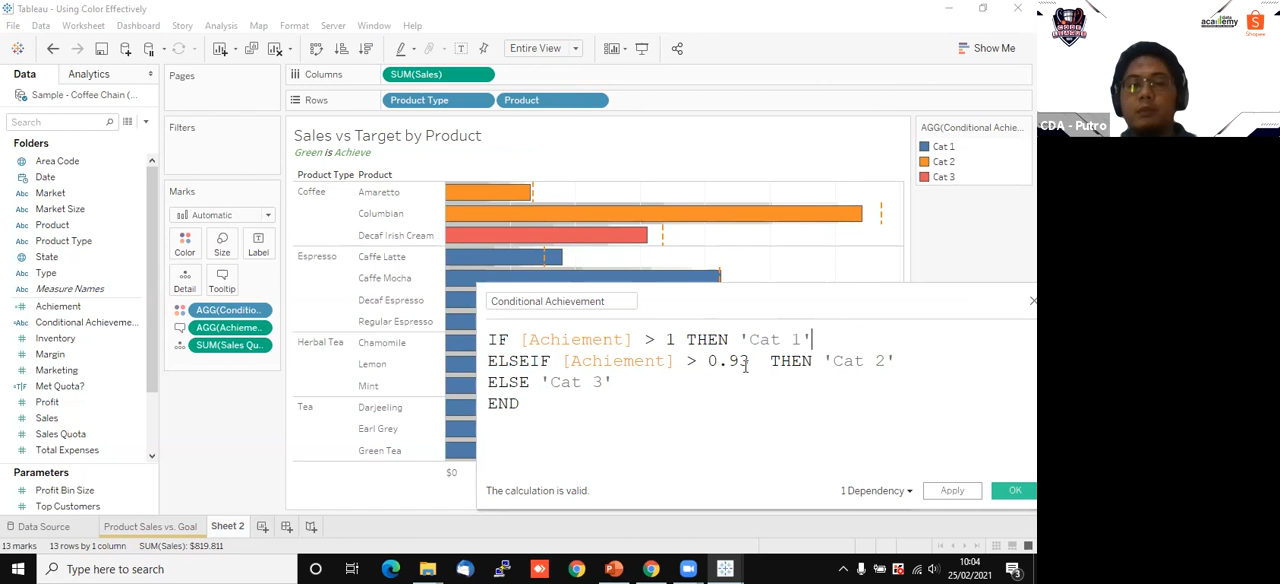 Tableau - Using Color Effectively
File Data Worksheet Dashboard Story Analysis Map Format Server Window Help
Entire View
Show Me
Data Analytics
Sample - Coffee Chain (...
Search
Folders
Area Code
Date
Market
Market Size
Product
Product Type
State
Type
Measure Names
Achiement
Conditional Achieveme...
Inventory
Margin
Marketing
Met Quota?
Profit
Sales
Sales Quota
Total Expenses
Parameters
Profit Bin Size
Top Customers
Pages
Filters
Marks
Automatic
Color Size Label
Detail Tooltip
AGG(Conditio..
AGG(Achieme..
SUM(Sales Qu..
Columns SUM(Sales)
Rows Product Type Product
Sales vs Target by Product
Green is Achieve
Product Type Product
Coffee Amaretto
Columbian
Decaf Irish Cream
Espresso Caffe Latte
Caffe Mocha
Decaf Espresso
Regular Espresso
Herbal Tea Chamomile
Lemon
Mint
Tea Darjeeling
Earl Grey
Green Tea
$0
AGG(Conditional Achie...
Cat 1
Cat 2
Cat 3
Conditional Achievement
IF [Achiement] > 1 THEN 'Cat 1'
ELSEIF [Achiement] > 0.93 THEN 'Cat 2'
ELSE 'Cat 3'
END
The calculation is valid.
1 Dependency
Apply
OK
Data Source Product Sales vs. Goal Sheet 2
13 marks 13 rows by 1 column SUM(Sales): $819.811
Type here to search
10:04
25/02/2021
3
CODE LEAGUE
data academy
Shopee
CDA - Putro